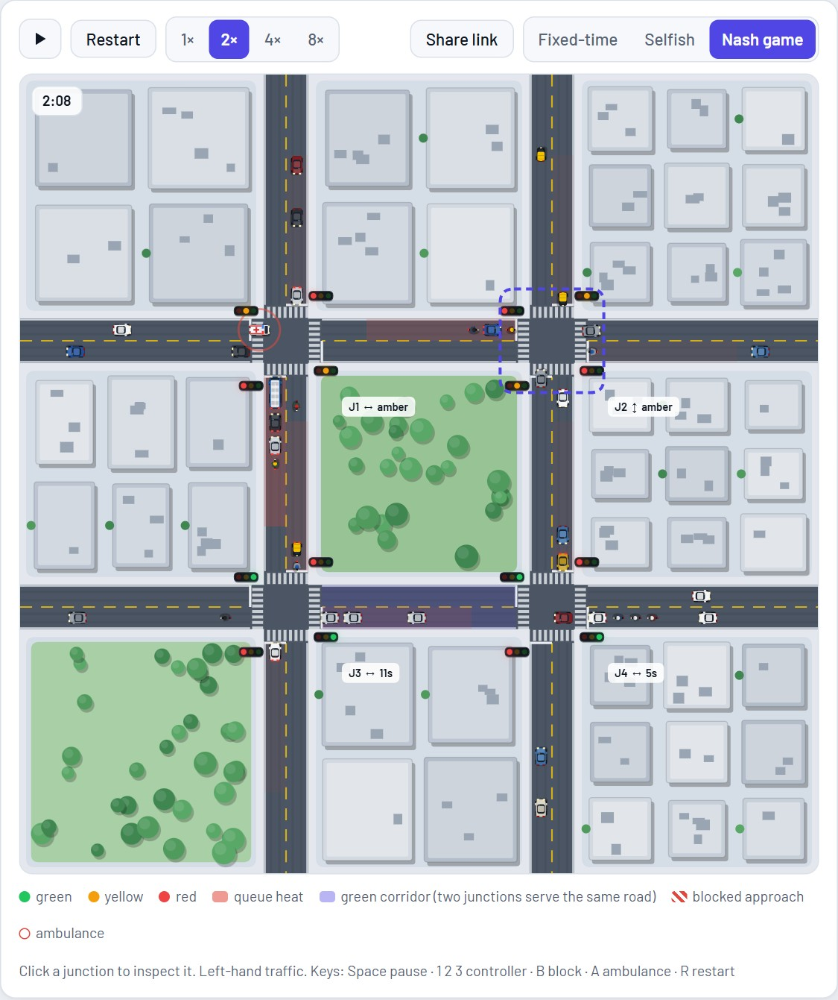 Restart
1×
2×
4×
8×
Share link
Fixed-time
Selfish
Nash game
2:08
J1 ↔ amber
J2 ↕ amber
J3 ↔ 11s
J4 ↔ 5s
green
yellow
red
queue heat
green corridor (two junctions serve the same road)
blocked approach
ambulance
Click a junction to inspect it. Left-hand traffic. Keys: Space pause · 1 2 3 controller · B block · A ambulance · R restart